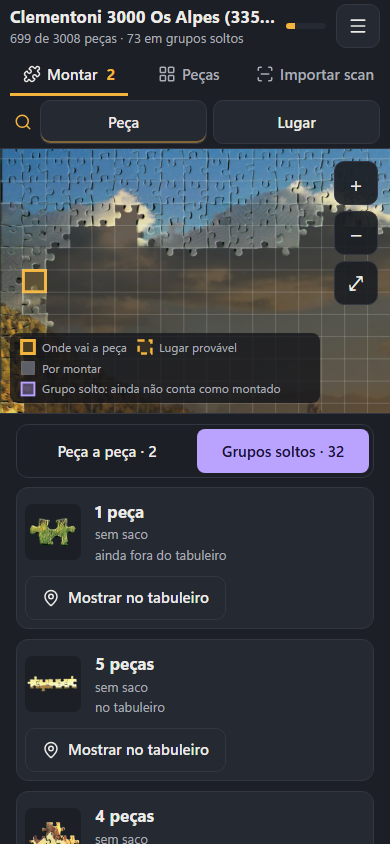 Clementoni 3000 Os Alpes (335...
699 de 3008 peças · 73 em grupos soltos
Montar 2
Peças
Importar scan
Peça
Lugar
Onde vai a peça
Lugar provável
Por montar
Grupo solto: ainda não conta como montado
Peça a peça · 2
Grupos soltos · 32
1 peça
sem saco
ainda fora do tabuleiro
Mostrar no tabuleiro
5 peças
sem saco
no tabuleiro
Mostrar no tabuleiro
4 peças
sem saco